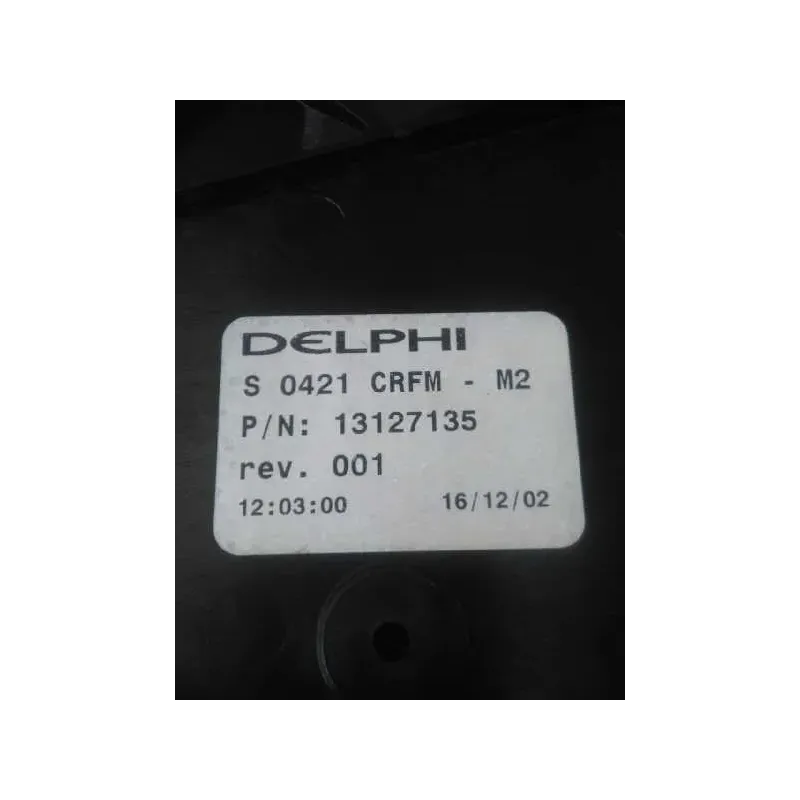 DELPHI
S 0421 CRFM - M2
P/N: 13127135
rev. 001
12:03:00 16/12/02